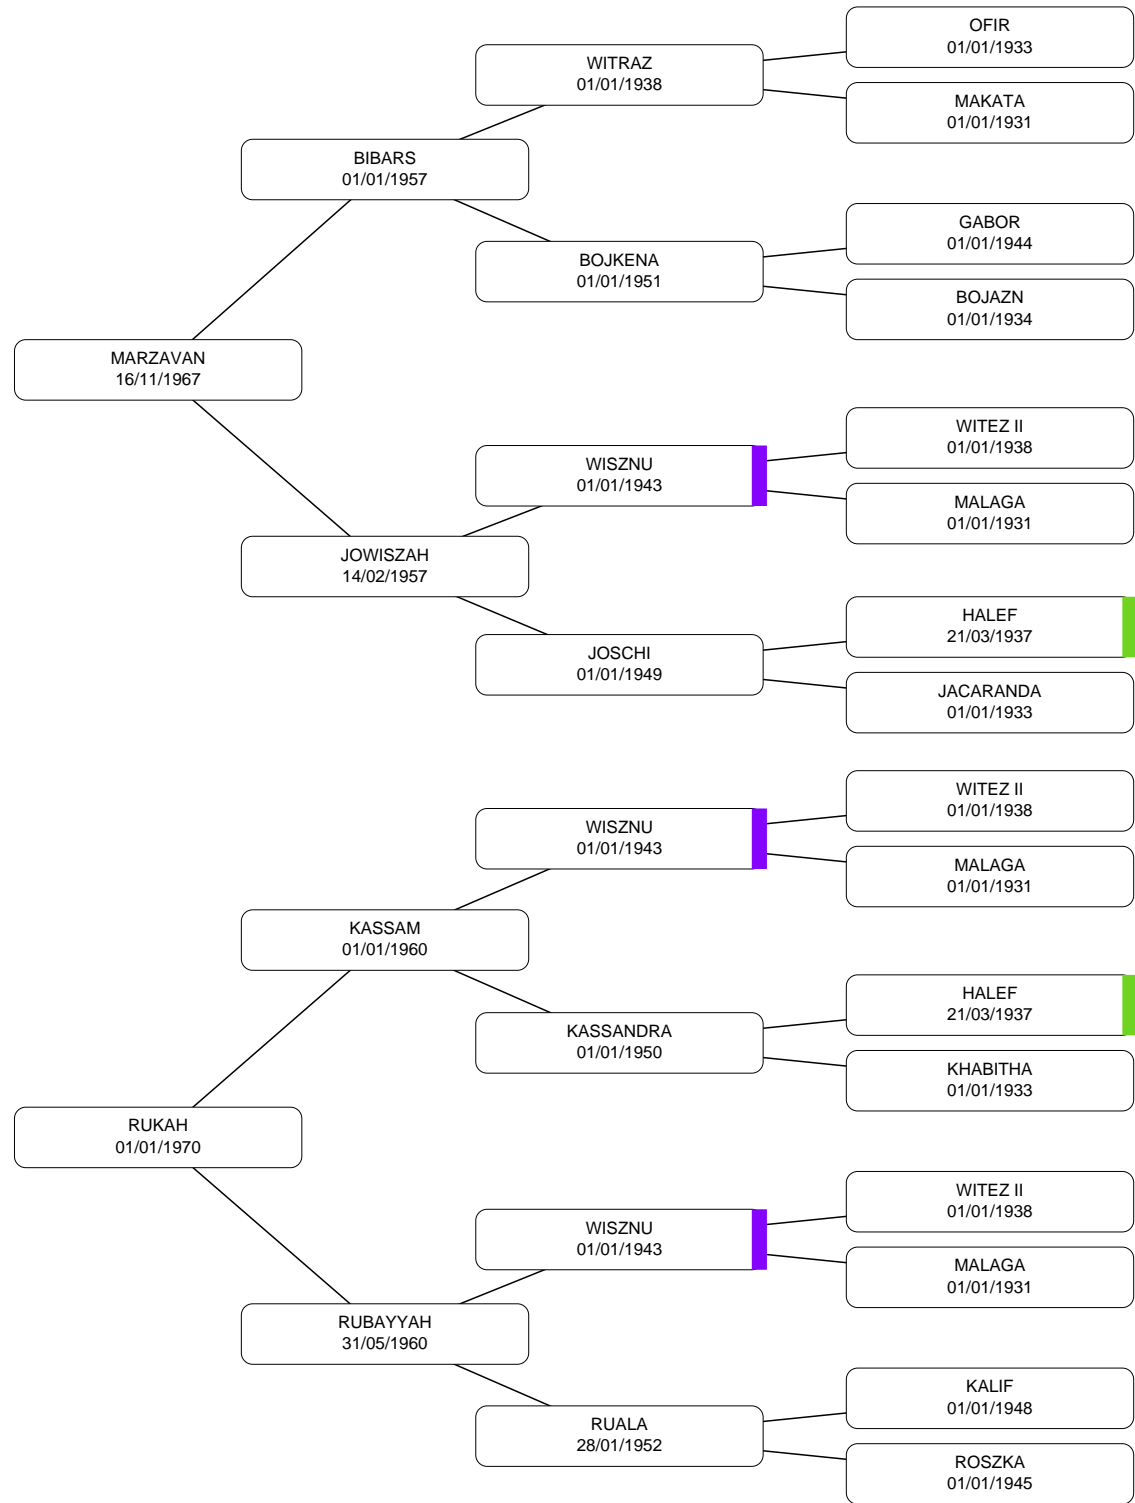 OFIR
01/01/1933
WITRAZ
01/01/1938
MAKATA
01/01/1931
BIBARS
01/01/1957
GABOR
01/01/1944
BOJKENA
01/01/1951
BOJAZN
01/01/1934
MARZAVAN
16/11/1967
WITEZ II
01/01/1938
WISZNU
01/01/1943
MALAGA
01/01/1931
JOWISZAH
14/02/1957
HALEF
21/03/1937
JOSCHI
01/01/1949
JACARANDA
01/01/1933
WITEZ II
01/01/1938
WISZNU
01/01/1943
MALAGA
01/01/1931
KASSAM
01/01/1960
HALEF
21/03/1937
KASSANDRA
01/01/1950
KHABITHA
01/01/1933
RUKAH
01/01/1970
WITEZ II
01/01/1938
WISZNU
01/01/1943
MALAGA
01/01/1931
RUBAYYAH
31/05/1960
KALIF
01/01/1948
RUALA
28/01/1952
ROSZKA
01/01/1945